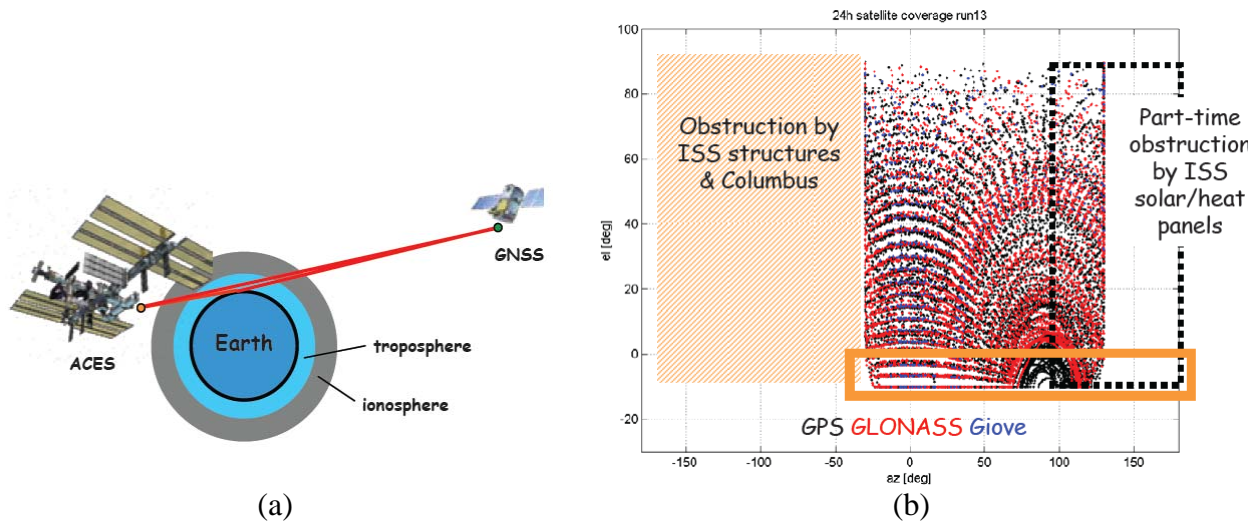 GNSS
ACES
Earth
troposphere
ionosphere
(a)
24h satellite coverage run13
100
80
60
40
20
0
-20
el [deg]
Obstruction by
ISS structures
& Columbus
Part-time
obstruction
by ISS
solar/heat
panels
GPS GLONASS Giove
-150
-100
-50
0
50
100
150
az [deg]
(b)